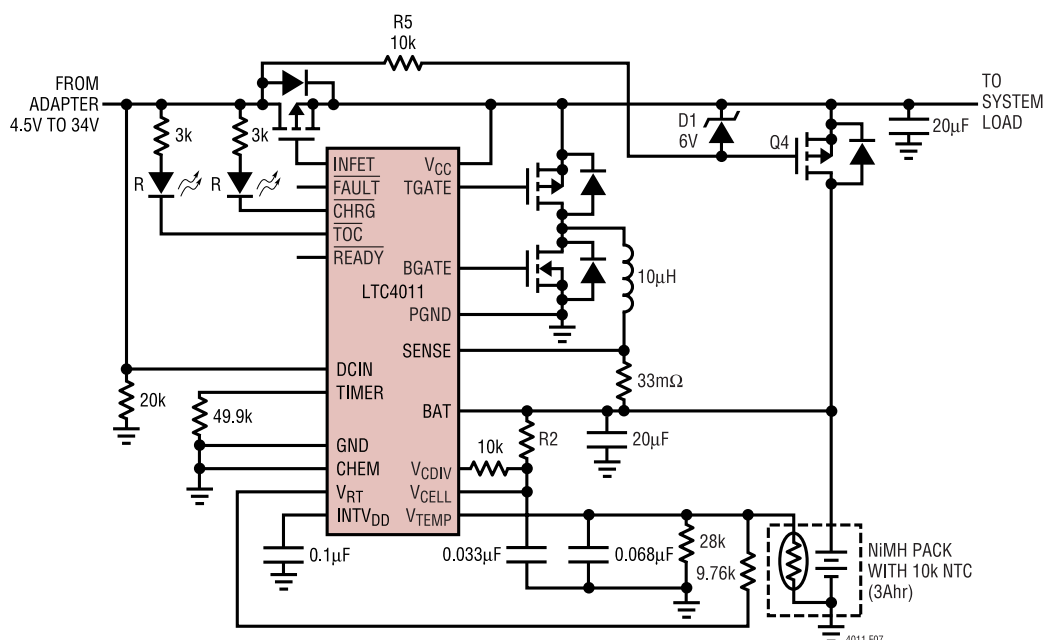 R5
10k
FROM
ADAPTER
4.5V TO 34V
TO
SYSTEM
LOAD
3k
3k
R
R
D1
6V
Q4
20µF
INFET
FAULT
CHRG
TOC
READY
VCC
TGATE
BGATE
LTC4011
PGND
SENSE
10µH
33mΩ
DCIN
TIMER
BAT
20k
49.9k
R2
20µF
10k
GND
CHEM
VRT
INTVDD
VCDIV
VCELL
VTEMP
0.1µF
0.033µF
0.068µF
28k
9.76k
NiMH PACK
WITH 10k NTC
(3Ahr)
4011 F07